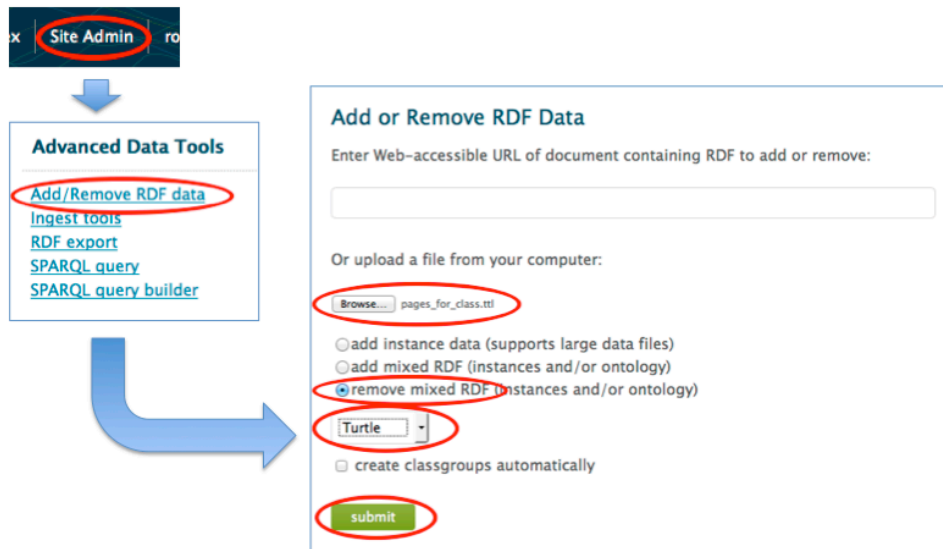 ex Site Admin ro
Advanced Data Tools
Add/Remove RDF data
Ingest tools
RDF export
SPARQL query
SPARQL query builder
Add or Remove RDF Data
Enter Web-accessible URL of document containing RDF to add or remove:
Or upload a file from your computer:
Browse... pages_for_class.ttl
add instance data (supports large data files)
add mixed RDF (instances and/or ontology)
remove mixed RDF (instances and/or ontology)
Turtle
create classgroups automatically
submit